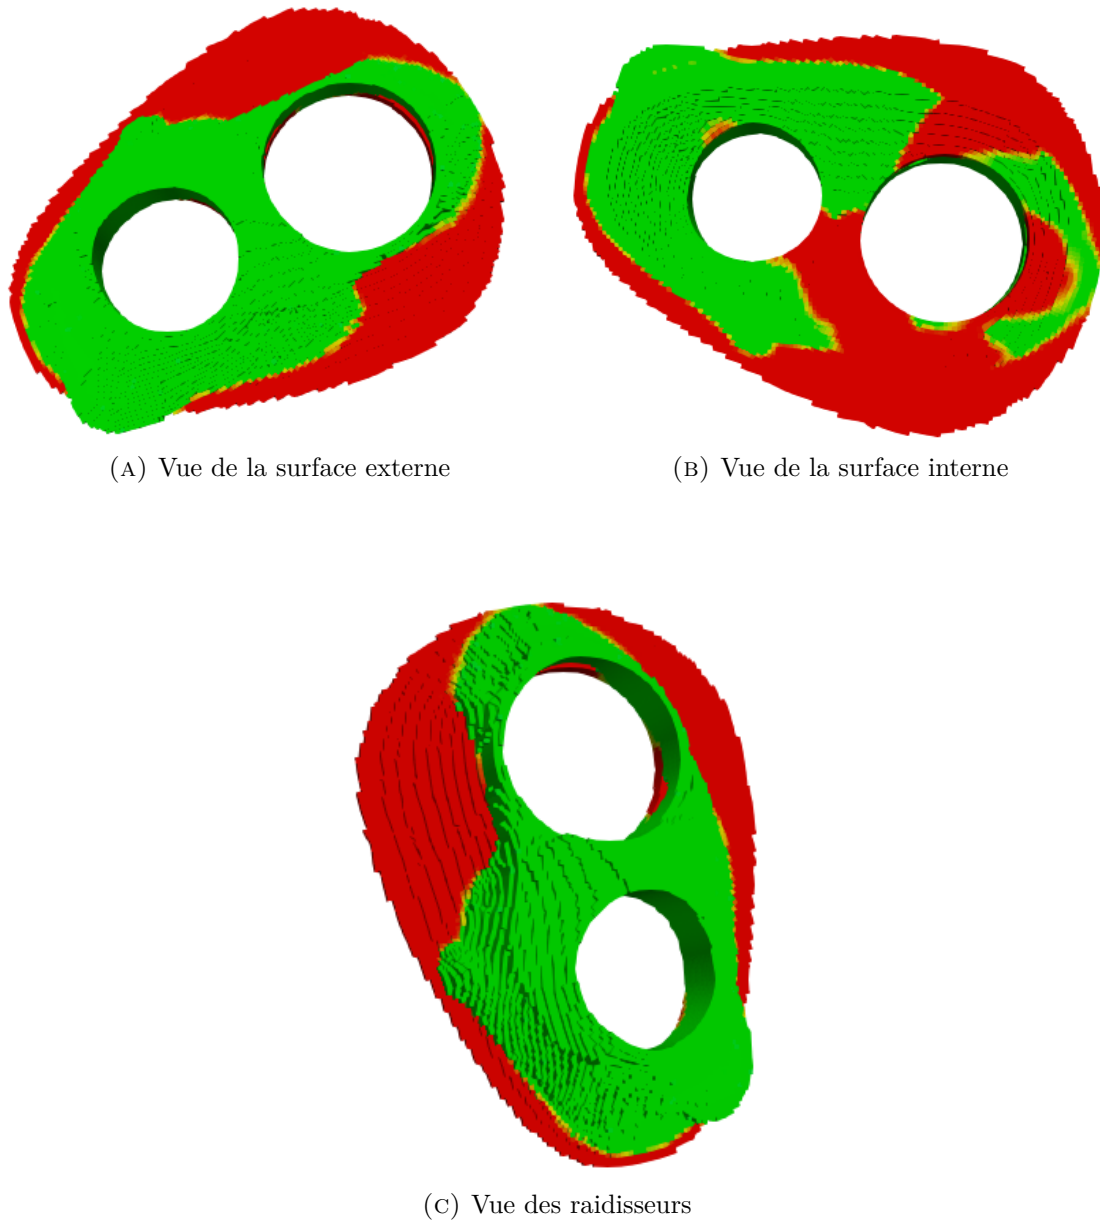 (A) Vue de la surface externe
(B) Vue de la surface interne
(C) Vue des raidisseurs